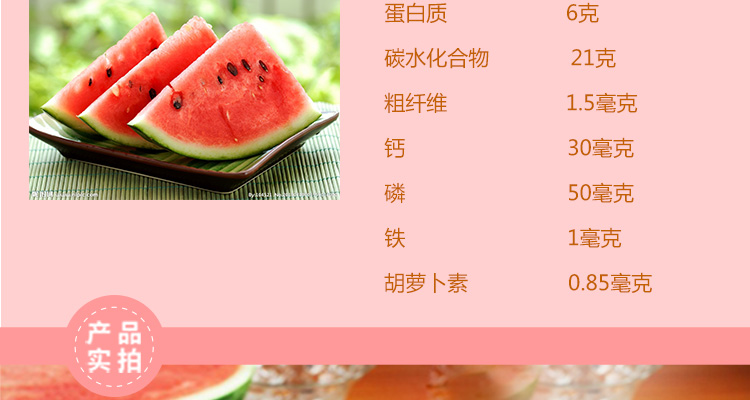 蛋白质 6克
碳水化合物 21克
粗纤维 1.5毫克
钙 30毫克
磷 50毫克
铁 1毫克
胡萝卜素 0.85毫克
产品
实拍